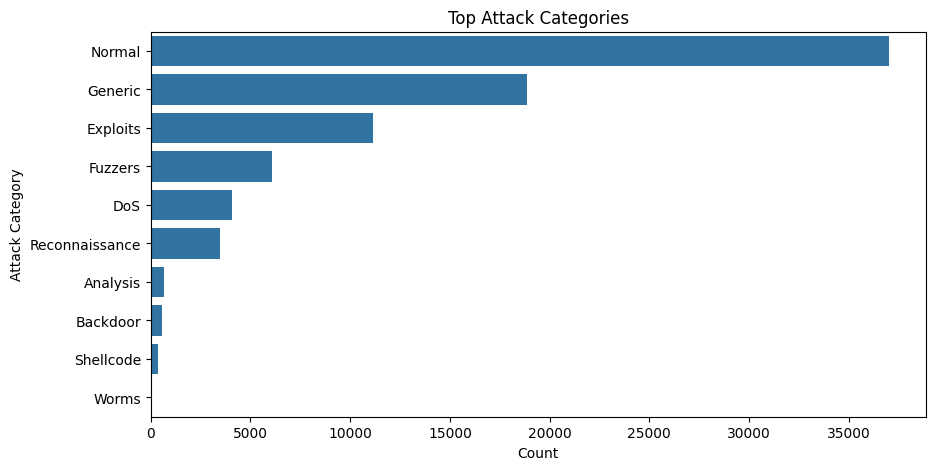 Top Attack Categories
Attack Category
Normal
Generic
Exploits
Fuzzers
DoS
Reconnaissance
Analysis
Backdoor
Shellcode
Worms
0 5000 10000 15000 20000 25000 30000 35000
Count